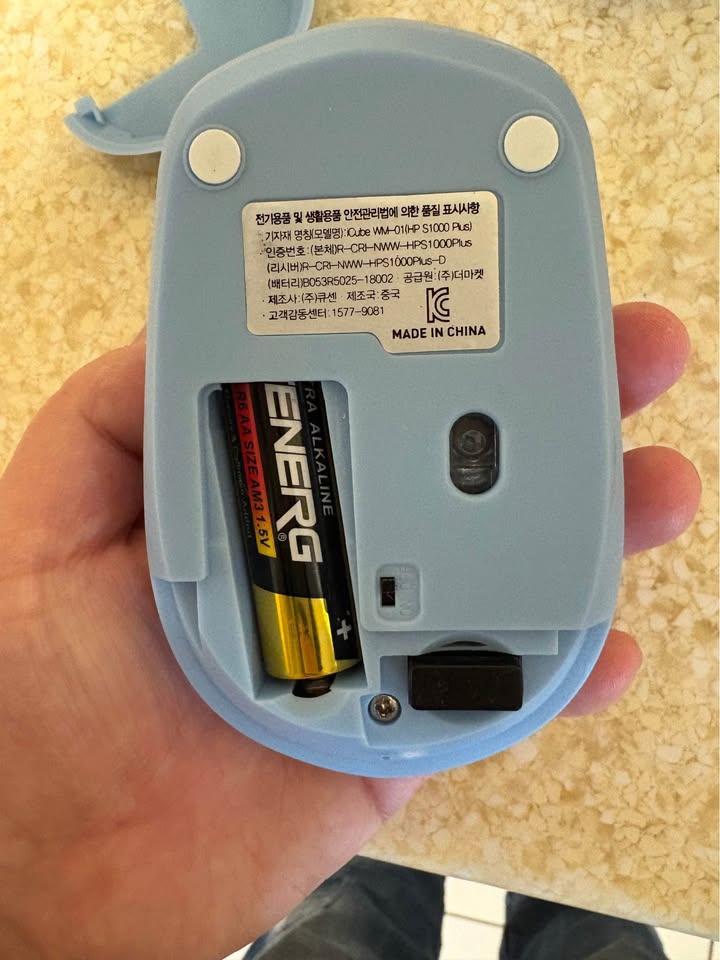 전기용품 및 생활용품 안전관리법에 의한 품질 표시사항
· 기자재 명칭(모델명):iCube WM-01(HP S1000 Plus)
· 인증번호:(본체)R-CRI-NWW-HPS1000Plus
(리시버)R-CRI-NWW-HPS1000Plus-D
(배터리)B053R5025-18002 공급원:(주)더마켓
· 제조사:(주)큐센 제조국:중국
· 고객감동센터:1577-9081
MADE IN CHINA
RA ALKALINE
TENERG®
R6 AA SIZE AM3 1.5V
Added
+